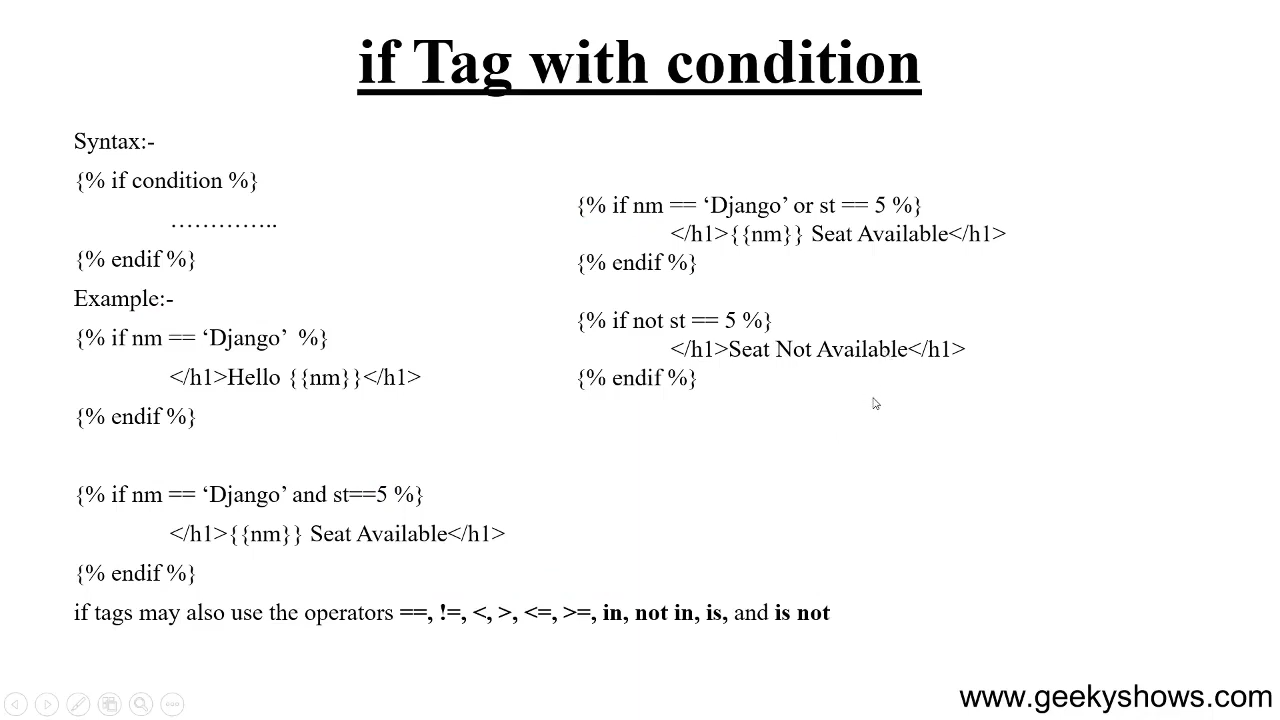 if Tag with condition
Syntax:-
{% if condition %}
…………..
{% endif %}
Example:-
{% if nm == ‘Django’  %}
</h1>Hello {{nm}}</h1>
{% endif %}
{% if nm == ‘Django’ and st==5 %}
</h1>{{nm}} Seat Available</h1>
{% endif %}
{% if nm == ‘Django’ or st == 5 %}
</h1>{{nm}} Seat Available</h1>
{% endif %}
{% if not st == 5 %}
</h1>Seat Not Available</h1>
{% endif %}
if tags may also use the operators ==, !=, <, >, <=, >=, in, not in, is, and is not
www.geekyshows.com